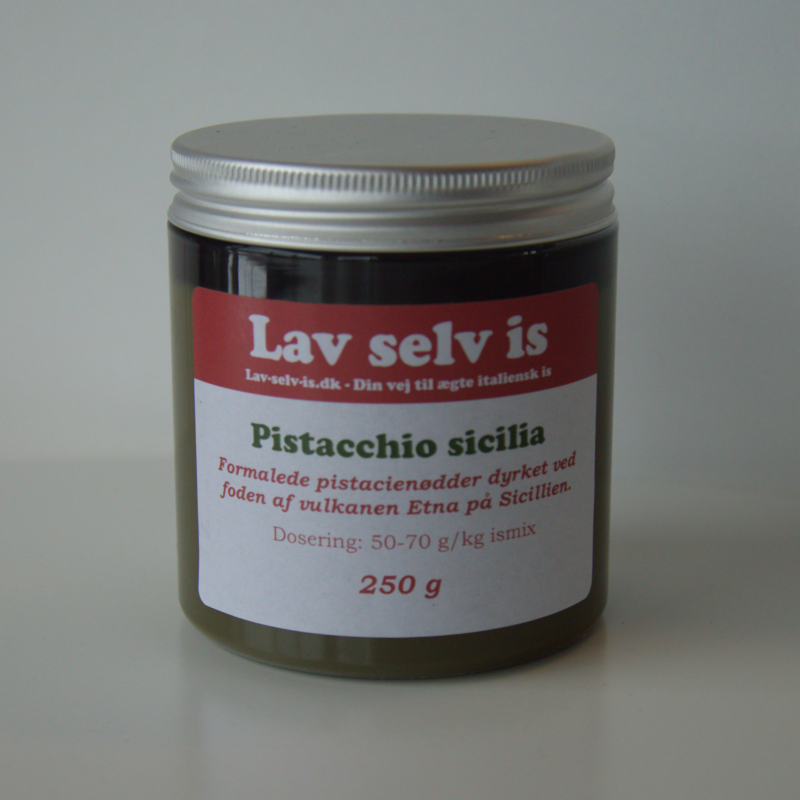 Lav selv is
Lav-selv-is.dk - Din vej til ægte italiensk is
Pistacchio sicilia
Formalede pistacienødder dyrket ved
foden af vulkanen Etna på Sicillien.
Dosering: 50-70 g/kg ismix
250 g